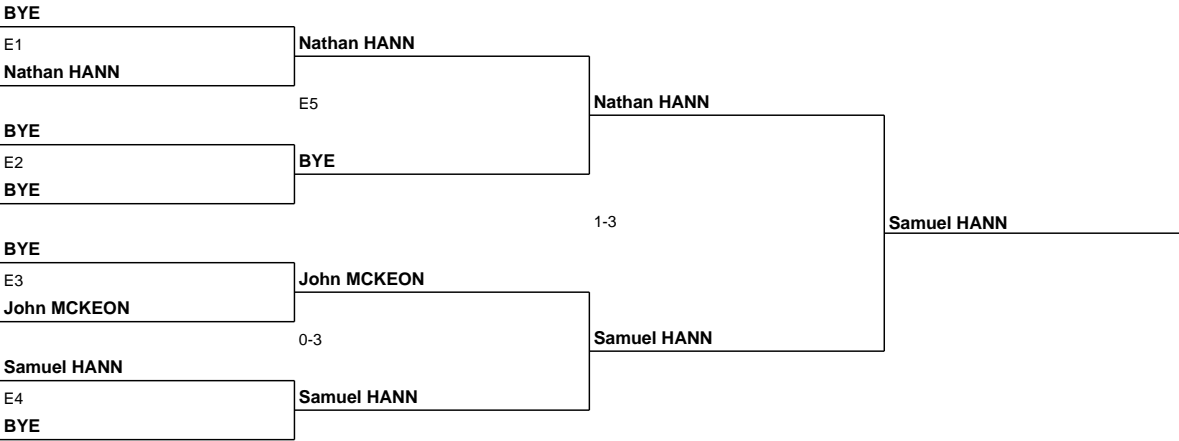 BYE
E1
Nathan HANN
Nathan HANN
E5
Nathan HANN
BYE
E2
BYE
BYE
1-3
Samuel HANN
BYE
E3
John MCKEON
John MCKEON
0-3
Samuel HANN
Samuel HANN
E4
Samuel HANN
BYE